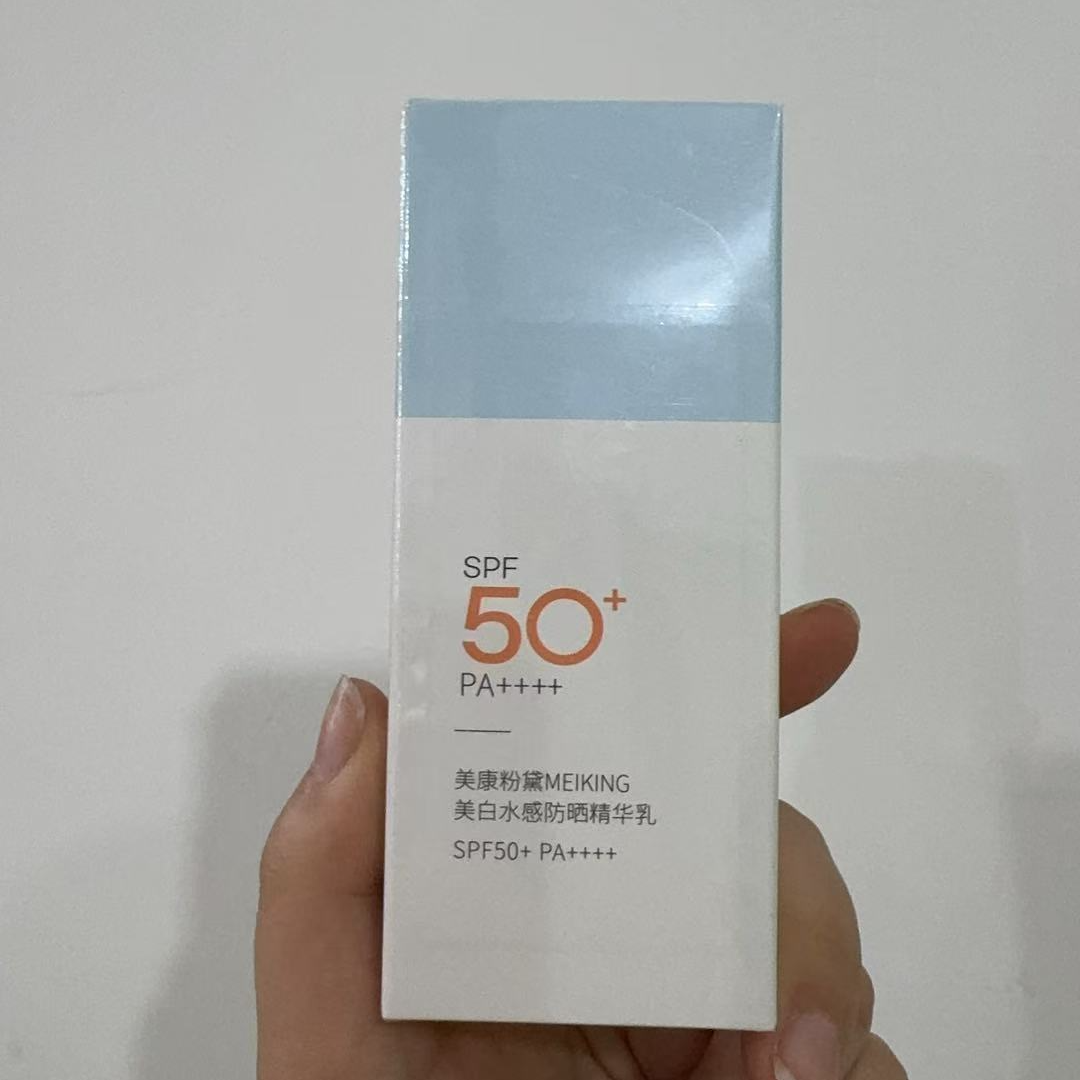 SPF
50+
PA++++
美康粉黛MEIKING
美白水感防晒精华乳
SPF50+ PA++++